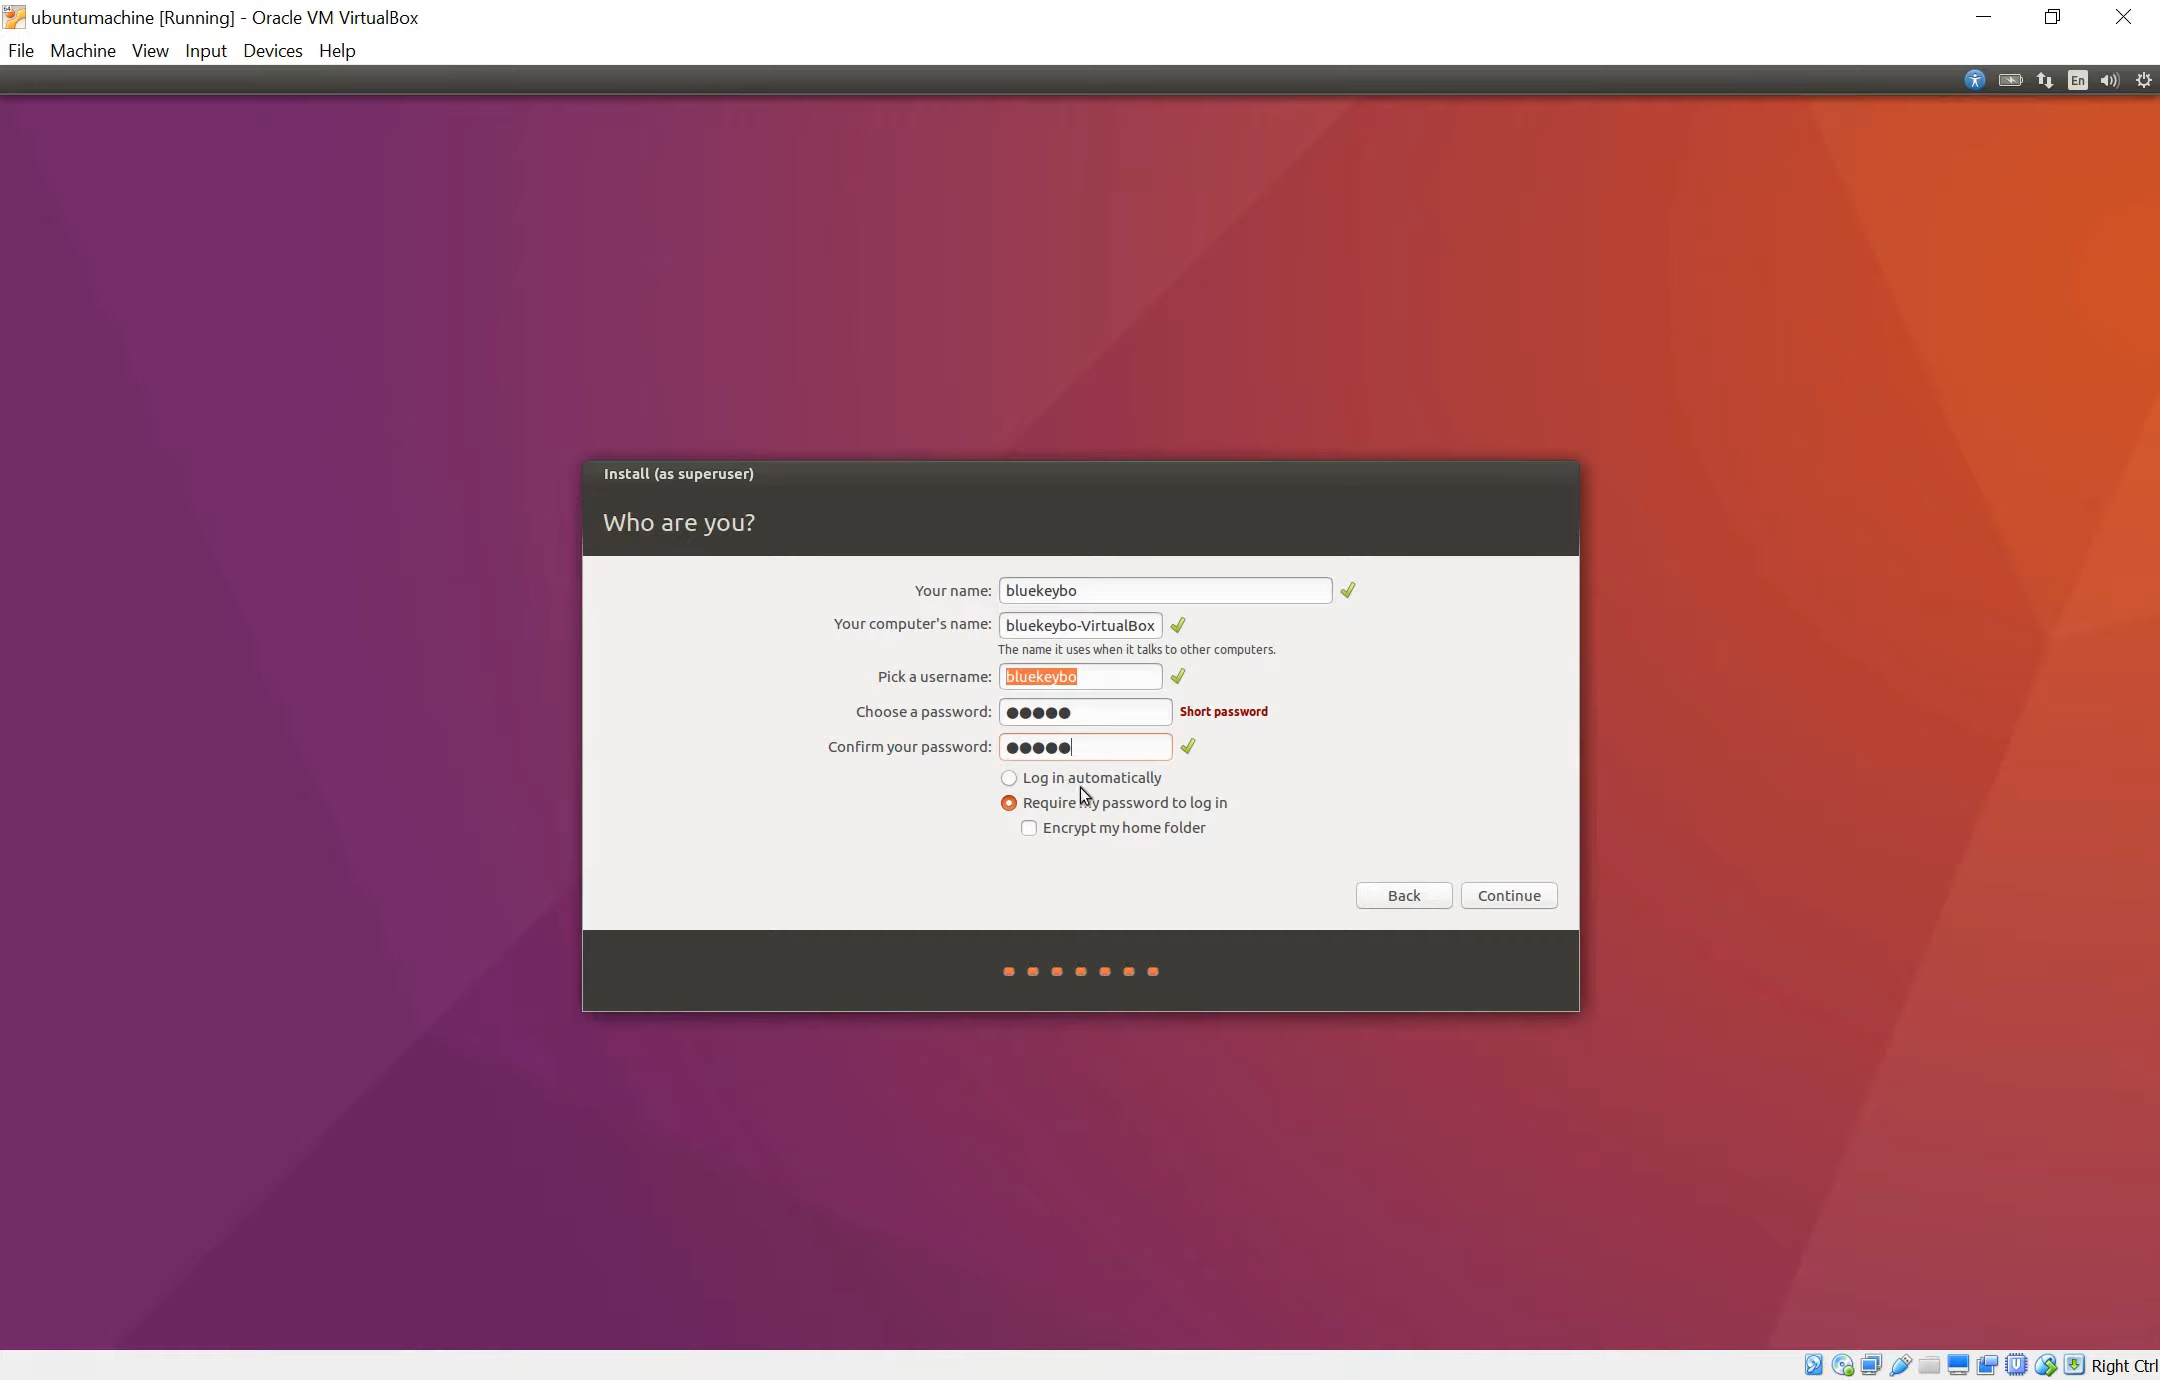 ubuntumachine [Running] - Oracle VM VirtualBox
File Machine View Input Devices Help
En
Install (as superuser)
Who are you?
Your name: bluekeybo
Your computer's name: bluekeybo-VirtualBox
The name it uses when it talks to other computers.
Pick a username: bluekeybo
Choose a password: ●●●●● Short password
Confirm your password: ●●●●●
Log in automatically
Require my password to log in
Encrypt my home folder
Back Continue
Right Ctrl